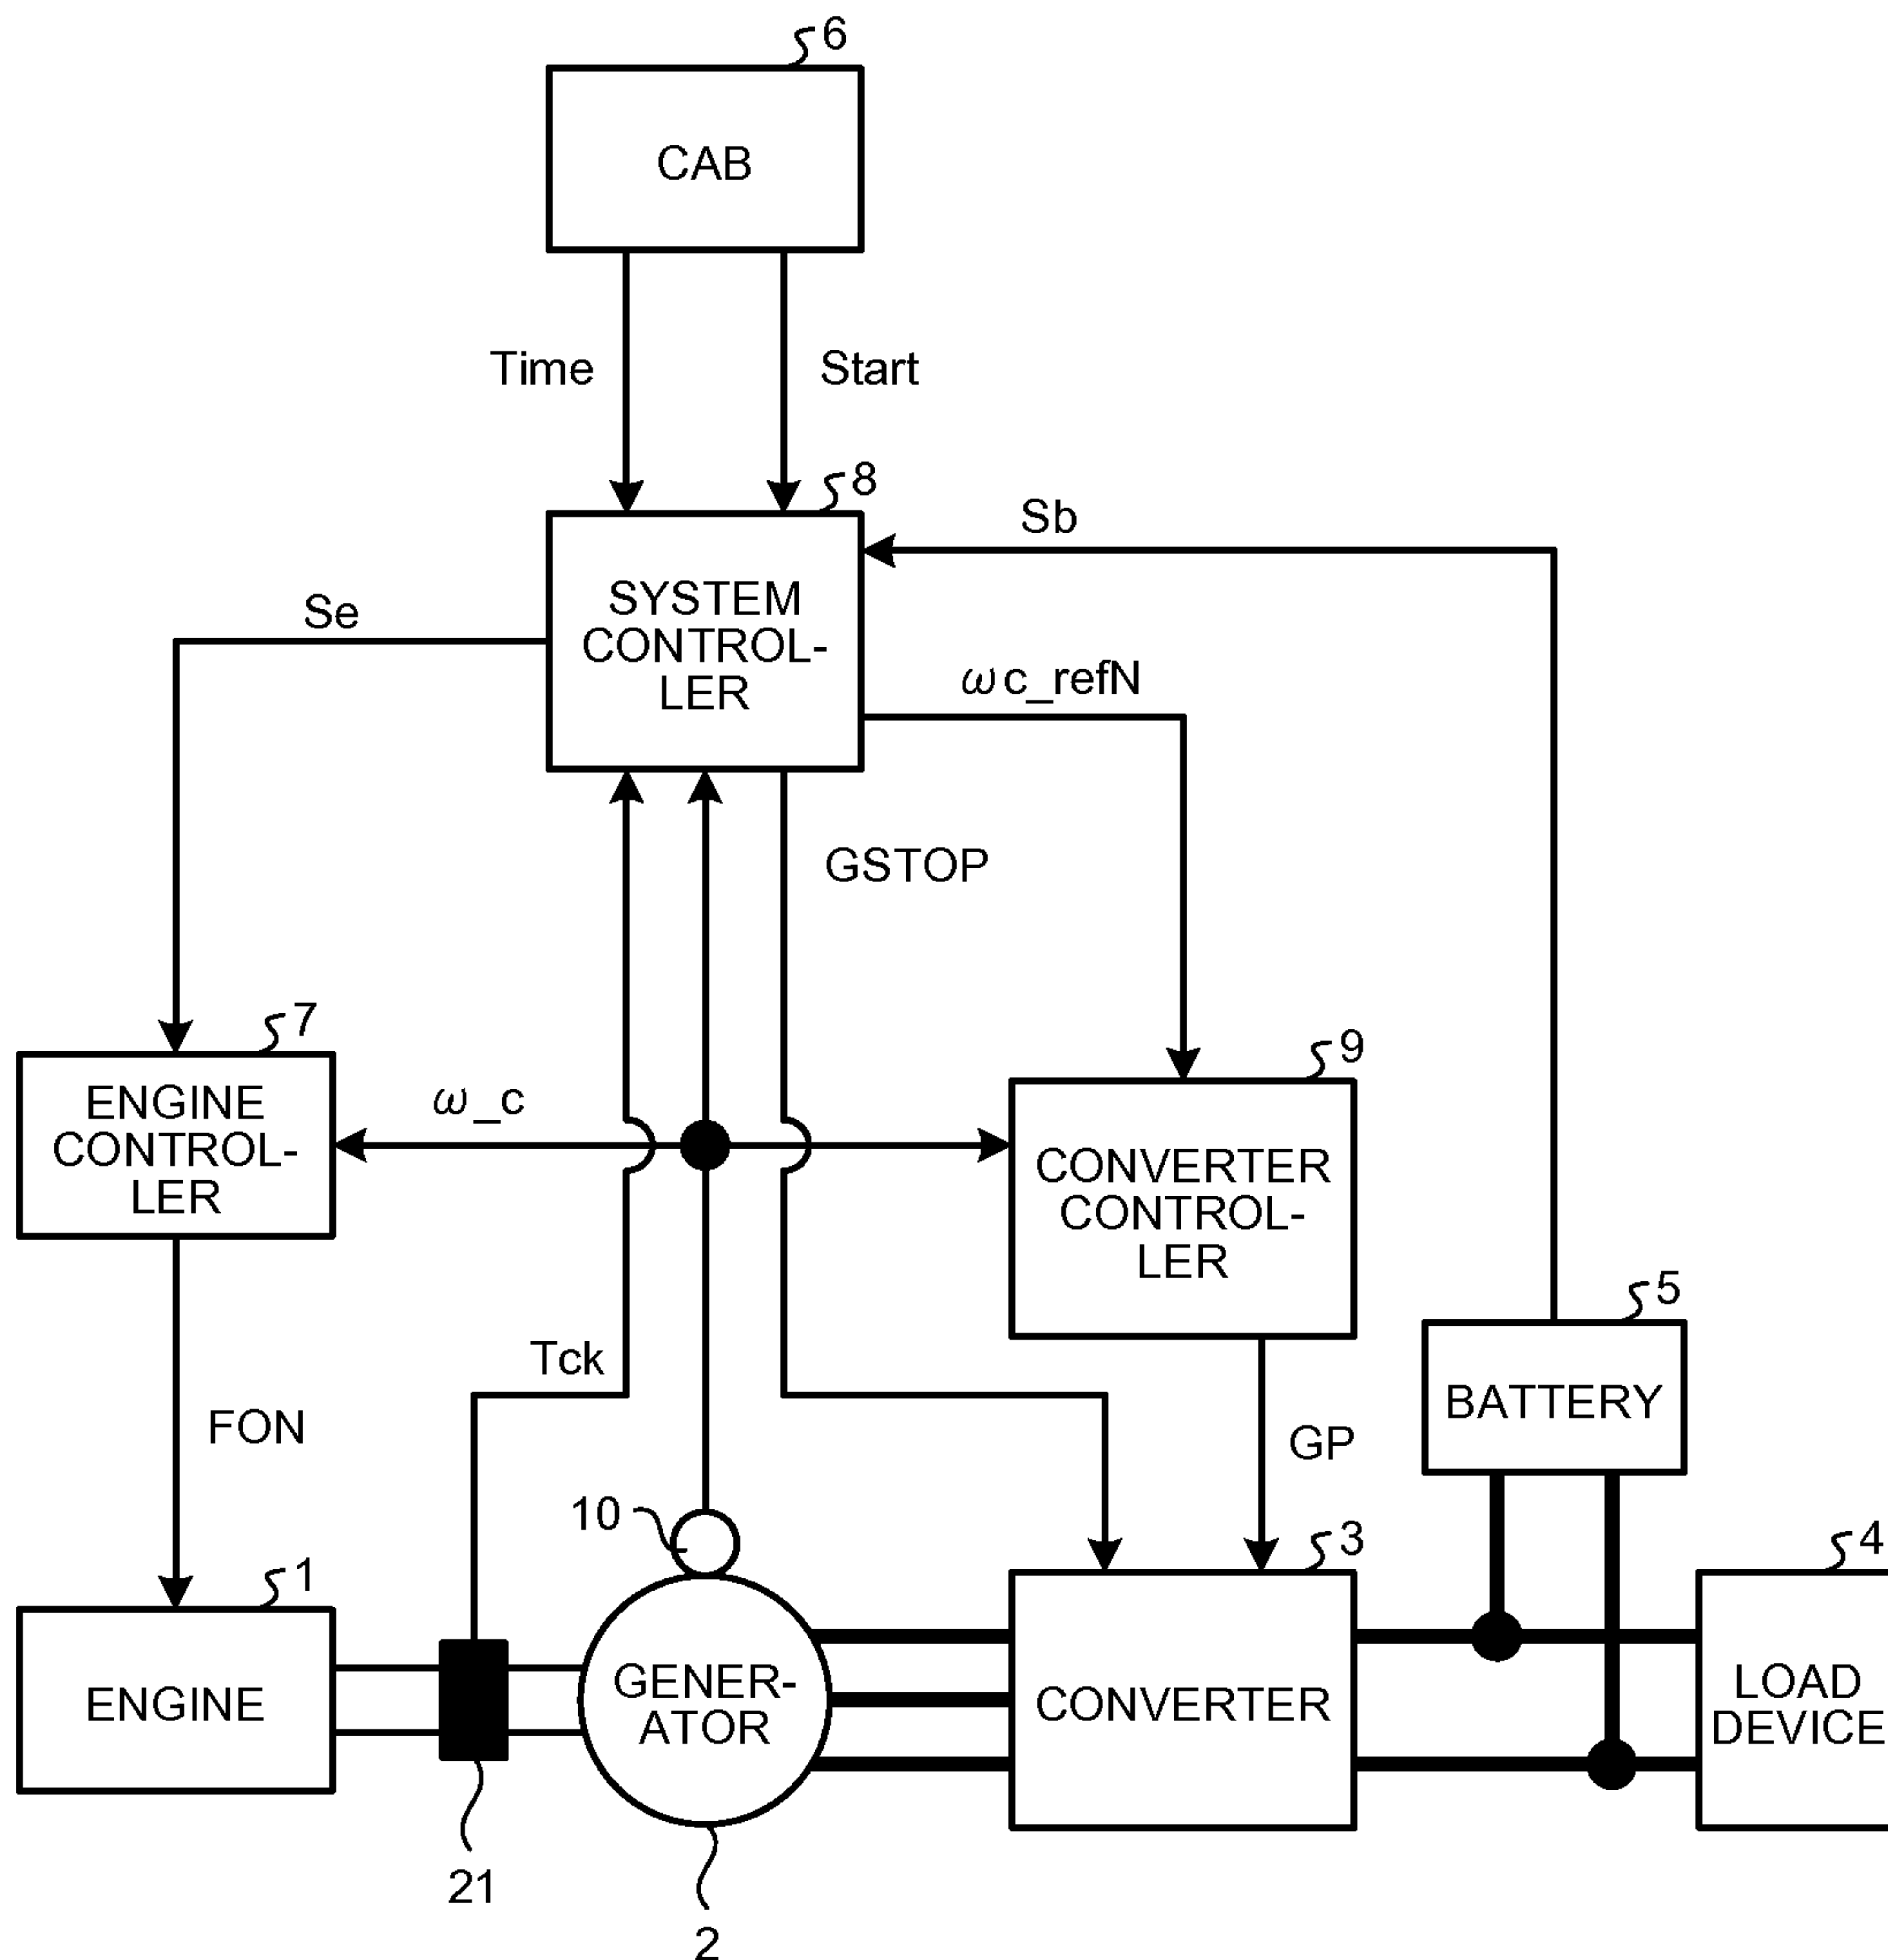 6
CAB
Time
Start
8
Sb
SYSTEM
CONTROL-
LER
Se
ωc_refN
GSTOP
7
ENGINE
CONTROL-
LER
ω_c
9
CONVERTER
CONTROL-
LER
5
BATTERY
Tck
FON
GP
10
1
ENGINE
GENER-
ATOR
3
CONVERTER
4
LOAD
DEVICE
21
2